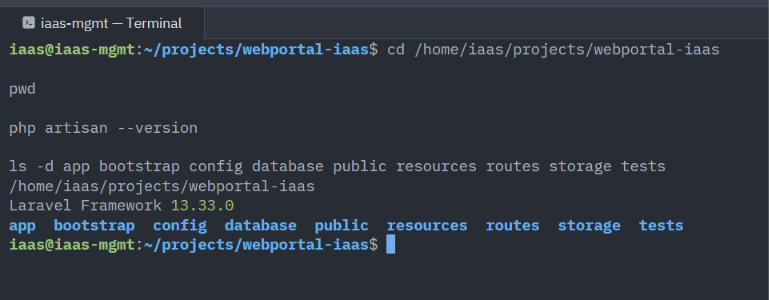 iaas-mgmt — Terminal
iaas@iaas-mgmt:~/projects/webportal-iaas$ cd /home/iaas/projects/webportal-iaas
pwd
php artisan --version
ls -d app bootstrap config database public resources routes storage tests
/home/iaas/projects/webportal-iaas
Laravel Framework 13.33.0
app  bootstrap  config  database  public  resources  routes  storage  tests
iaas@iaas-mgmt:~/projects/webportal-iaas$